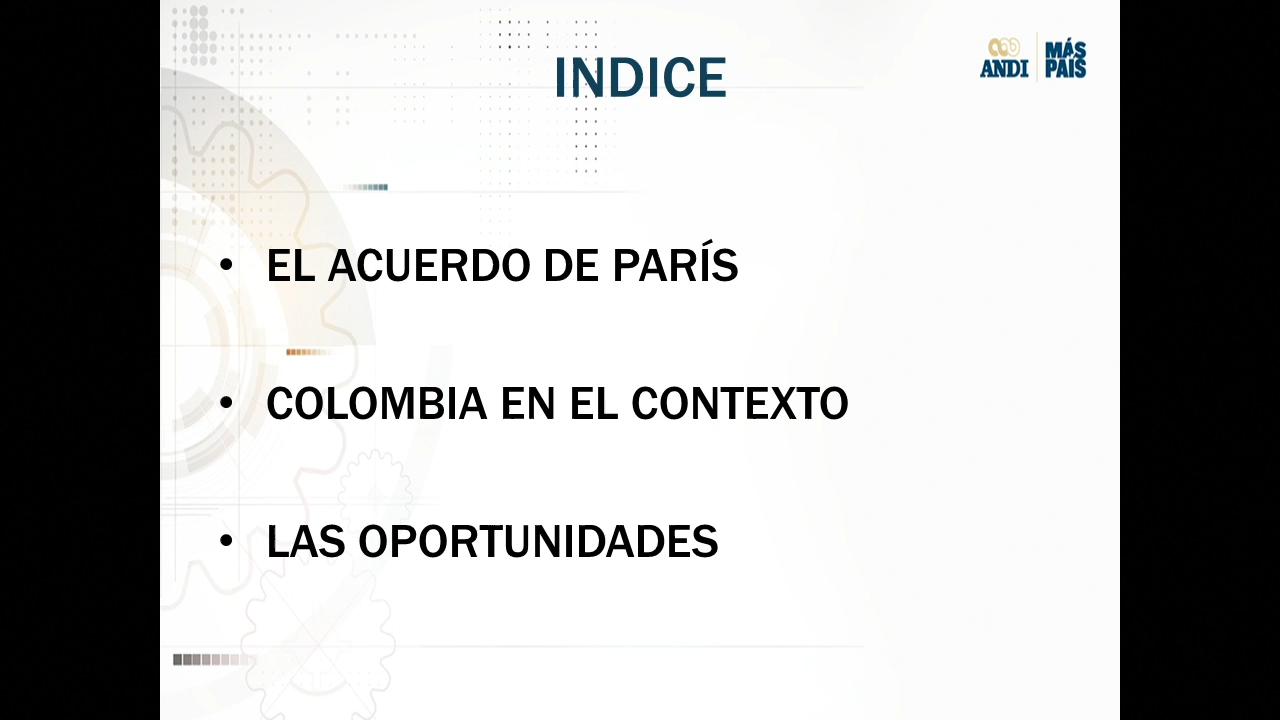 INDICE
ANDI
MÁS
PAÍS
• EL ACUERDO DE PARÍS
• COLOMBIA EN EL CONTEXTO
• LAS OPORTUNIDADES